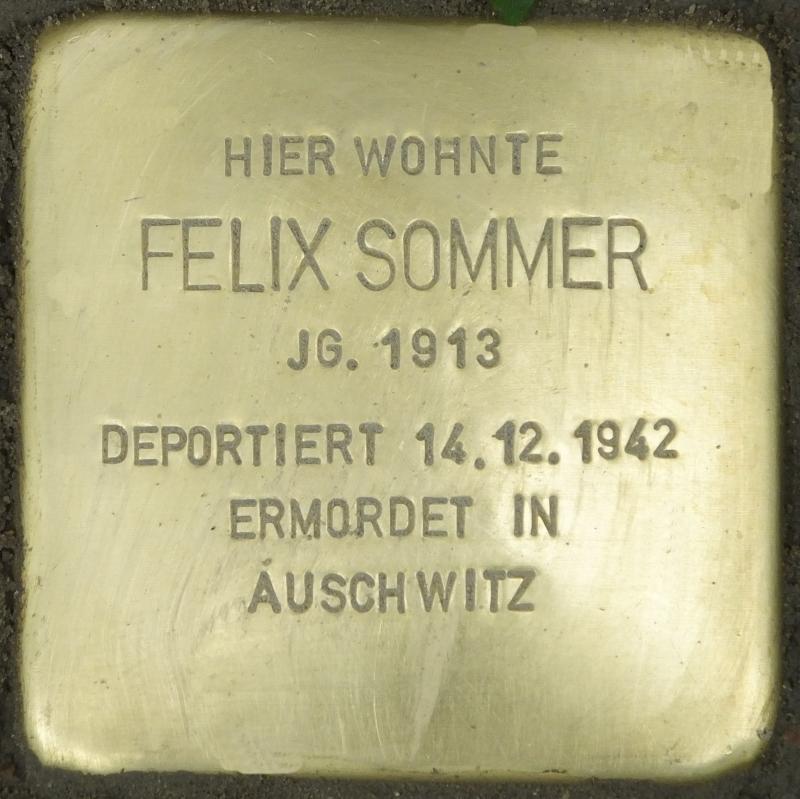 HIER WOHNTE
FELIX SOMMER
JG. 1913
DEPORTIERT 14.12.1942
ERMORDET IN
AUSCHWITZ